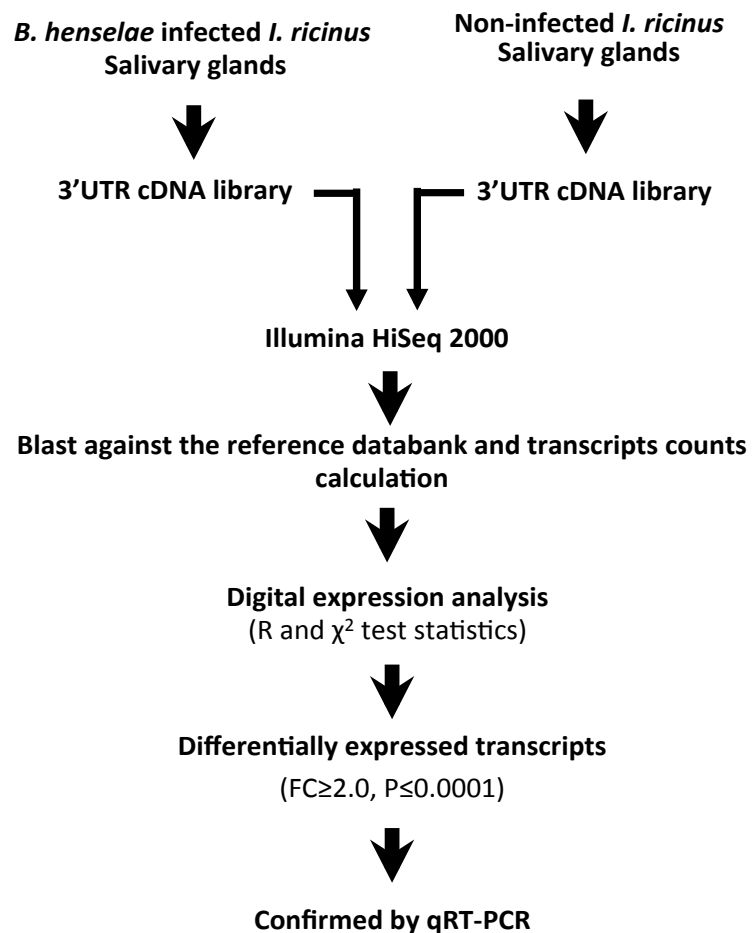 B. henselae infected I. ricinus
Salivary glands
Non-infected I. ricinus
Salivary glands
3’UTR cDNA library
3’UTR cDNA library
Illumina HiSeq 2000
Blast against the reference databank and transcripts counts
calculation
Digital expression analysis
(R and χ² test statistics)
Differentially expressed transcripts
(FC≥2.0, P≤0.0001)
Confirmed by qRT-PCR